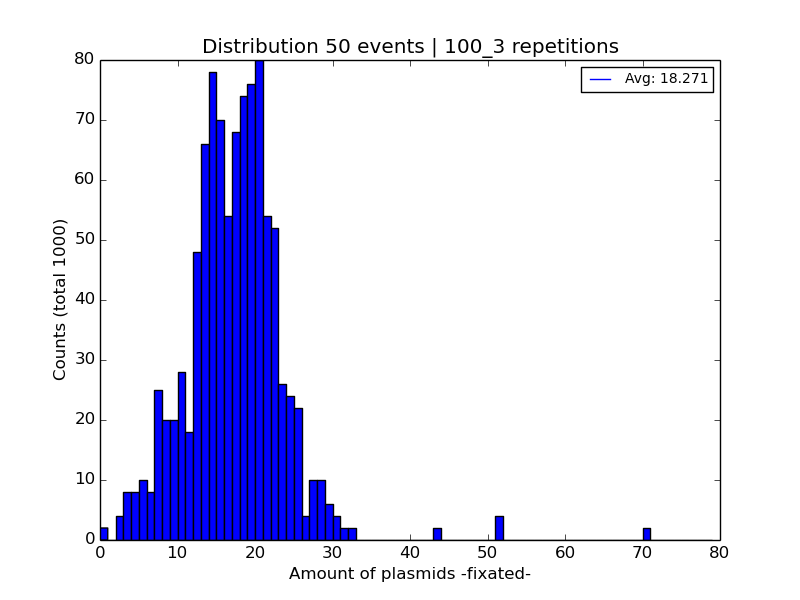 Distribution 50 events | 100_3 repetitions
Avg: 18.271
80
70
60
50
40
30
20
10
0
Counts (total 1000)
0 10 20 30 40 50 60 70 80
Amount of plasmids -fixated-